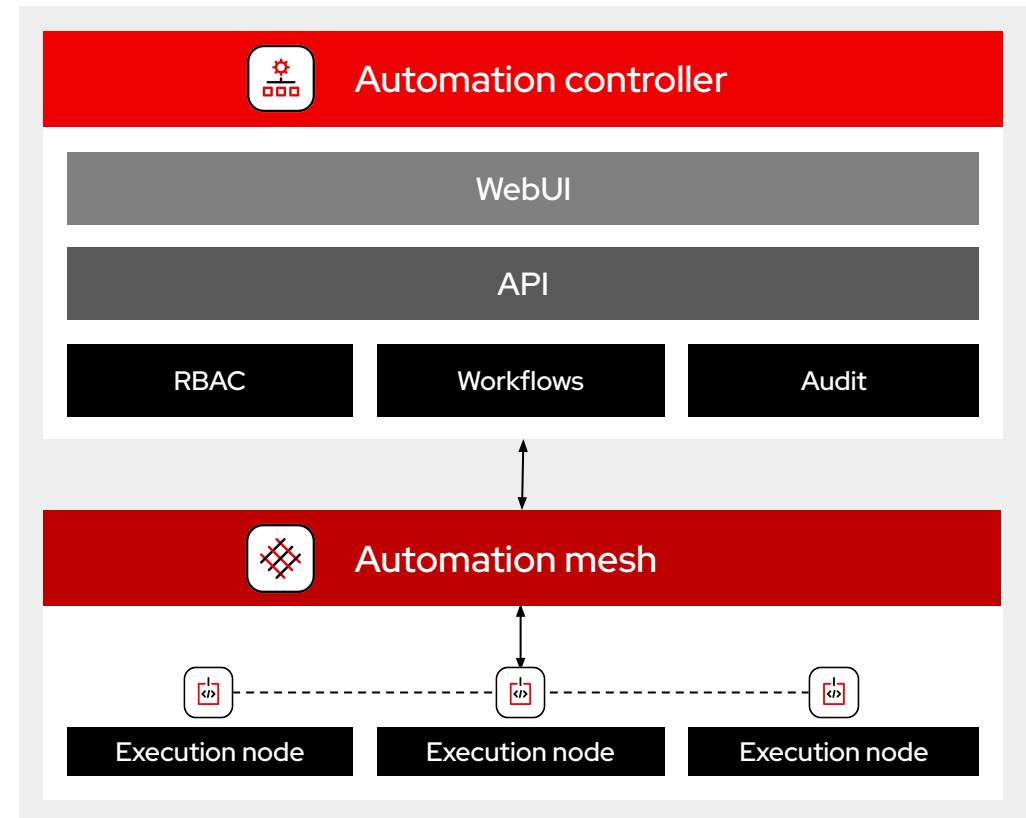 Automation controller
WebUI
API
RBAC
Workflows
Audit
Automation mesh
</>
</>
</>
Execution node
Execution node
Execution node